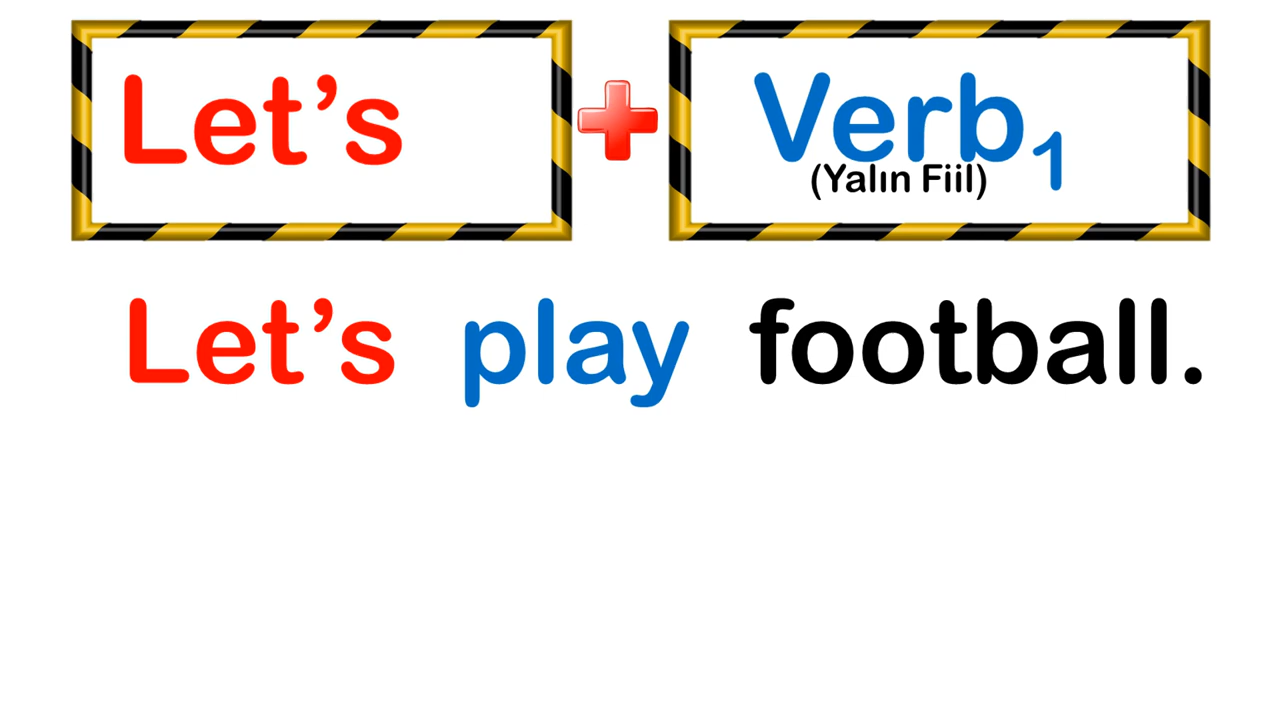 Let’s + Verb1
(Yalın Fiil)
Let’s play football.